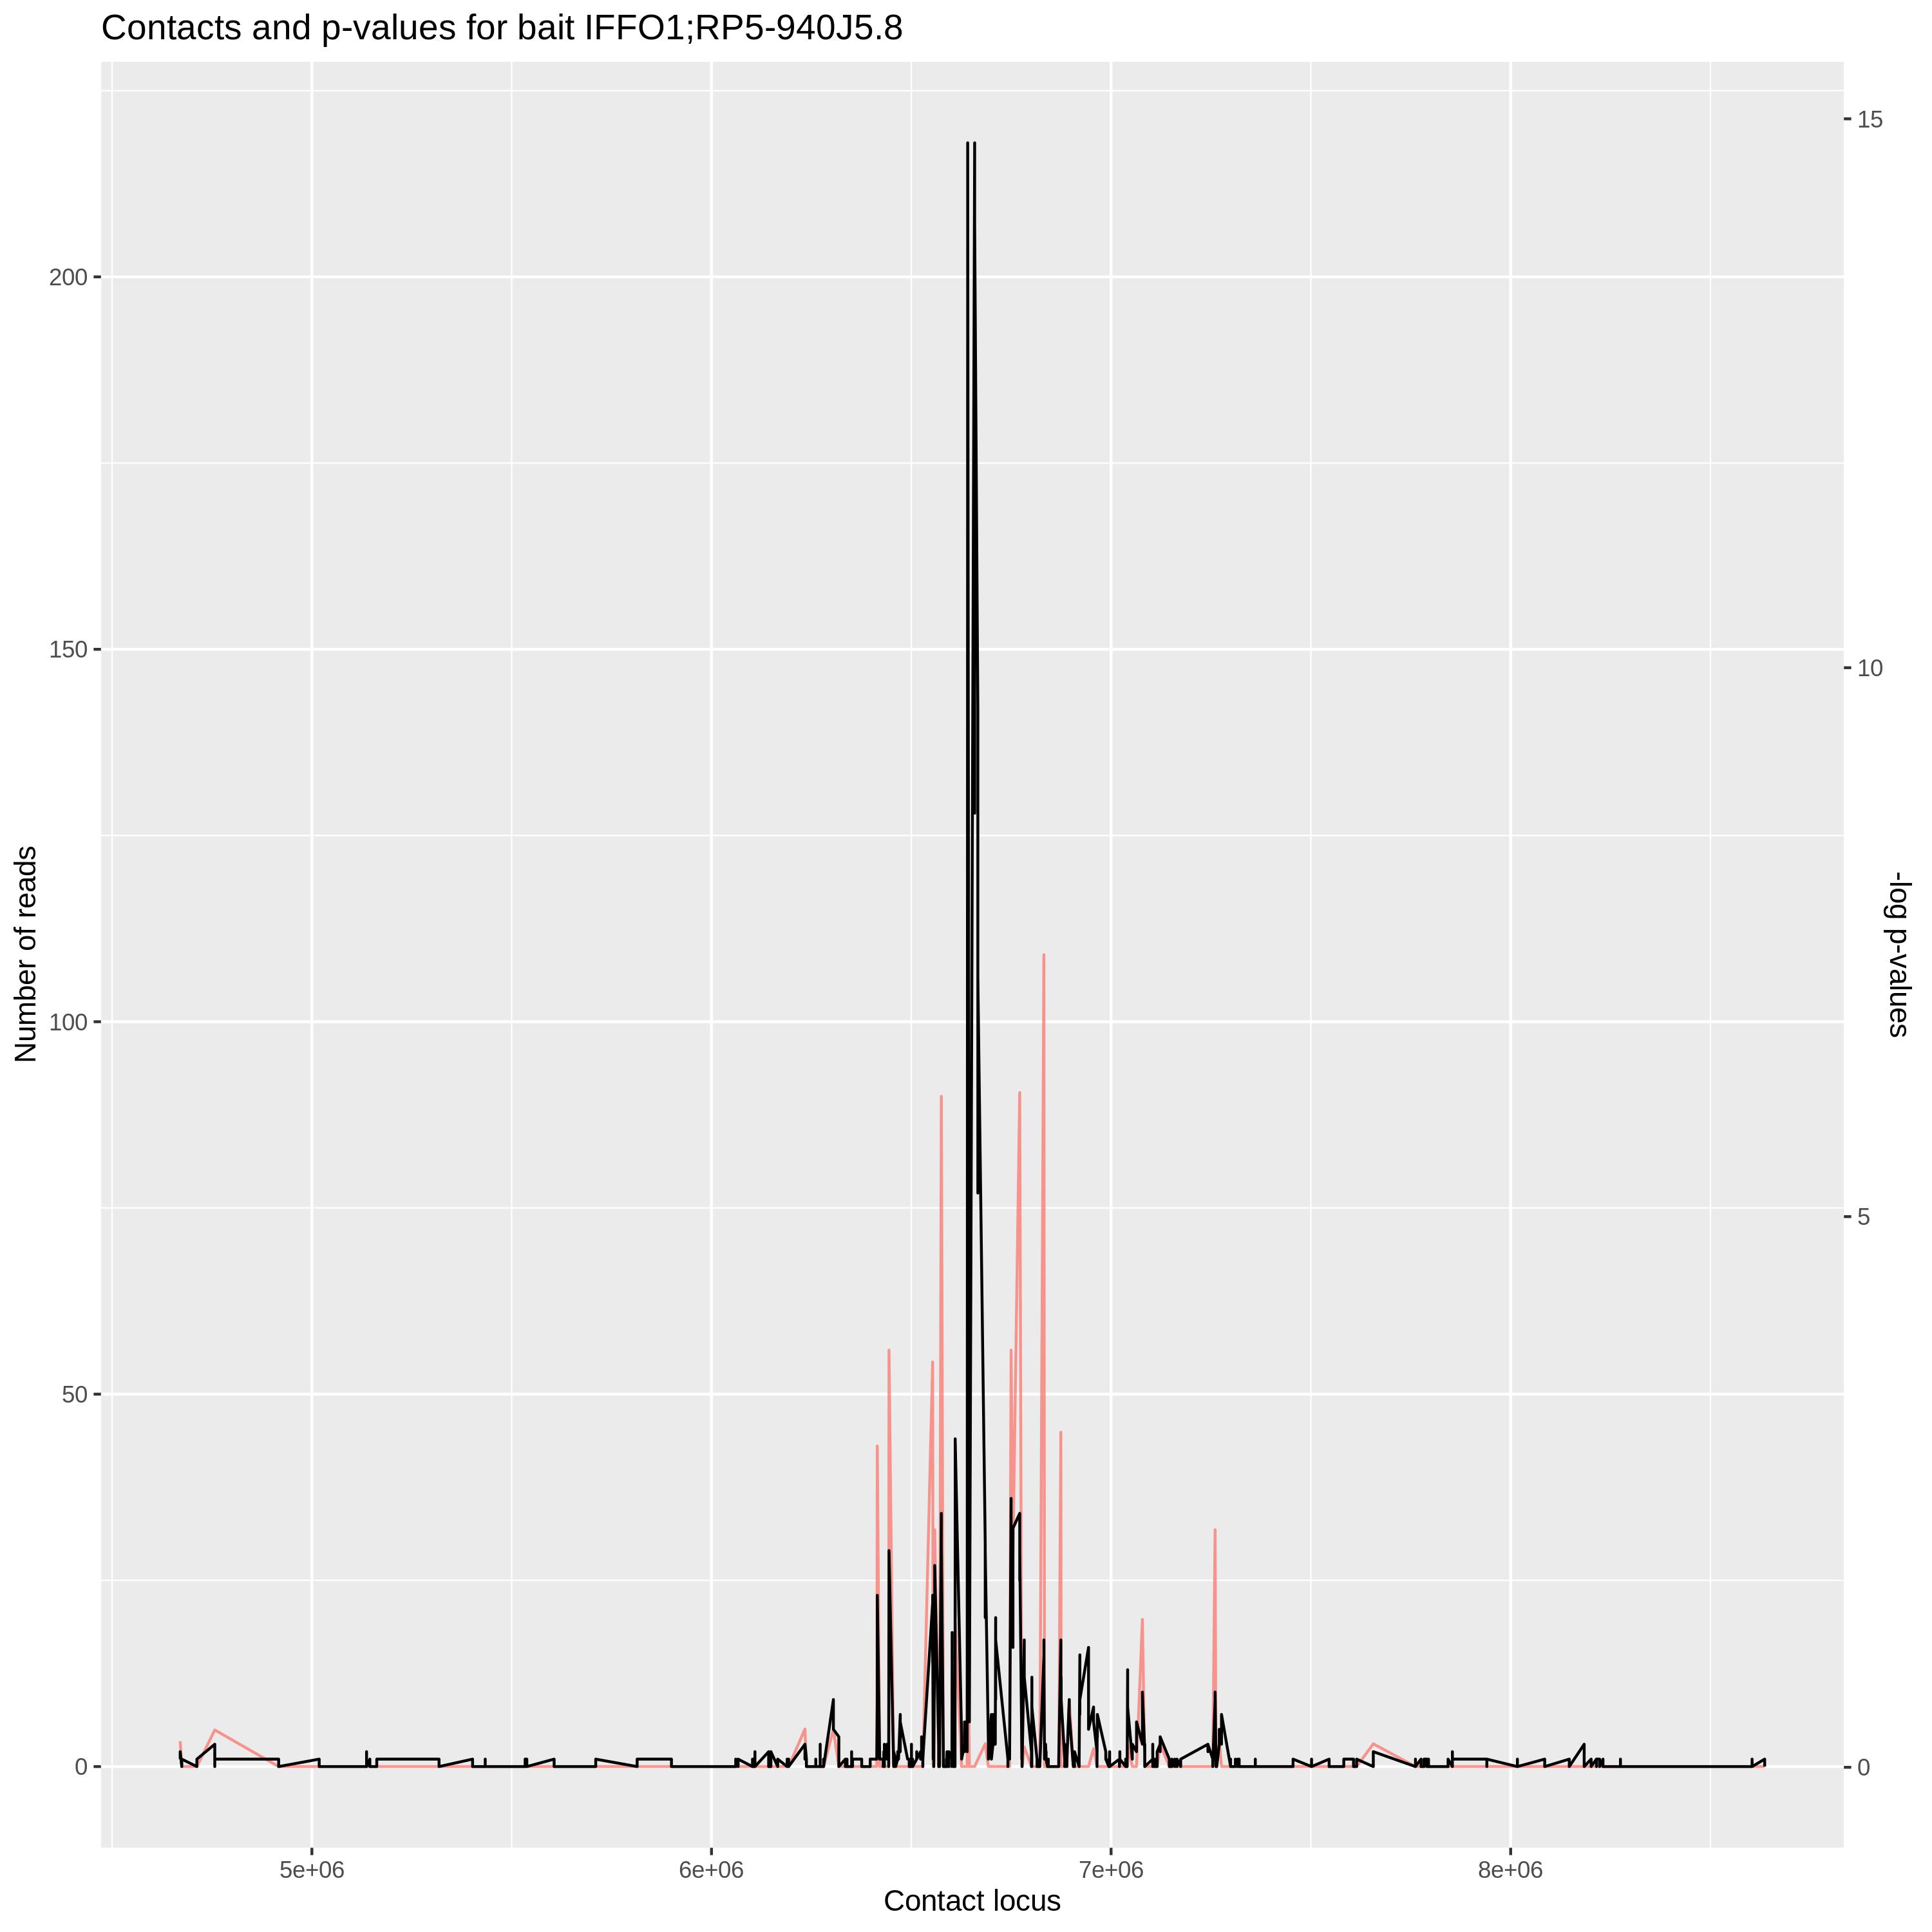 Contacts and p-values for bait IFFO1;RP5-940J5.8
Number of reads
200
150
100
50
0
15
10
5
0
-log p-values
5e+06
6e+06
7e+06
8e+06
Contact locus